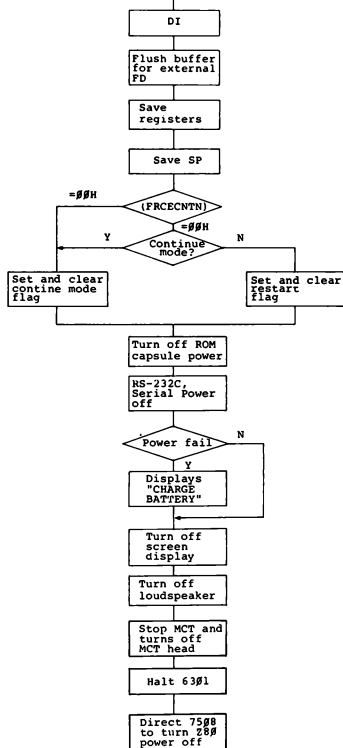 DI
Flush buffer
for external
FD
Save
registers
Save SP
=ØØH
(FRCECNTN)
=ØØH
Y
Continue
mode?
N
Set and clear
contine mode
flag
Set and clear
restart
flag
Turn off ROM
capsule power
RS-232C,
Serial Power
off
Power fail
N
Y
Displays
"CHARGE
BATTERY"
Turn off
screen
display
Turn off
loudspeaker
Stop MCT and
turns off
MCT head
Halt 63Ø1
Direct 75Ø8
to turn Z8Ø
power off